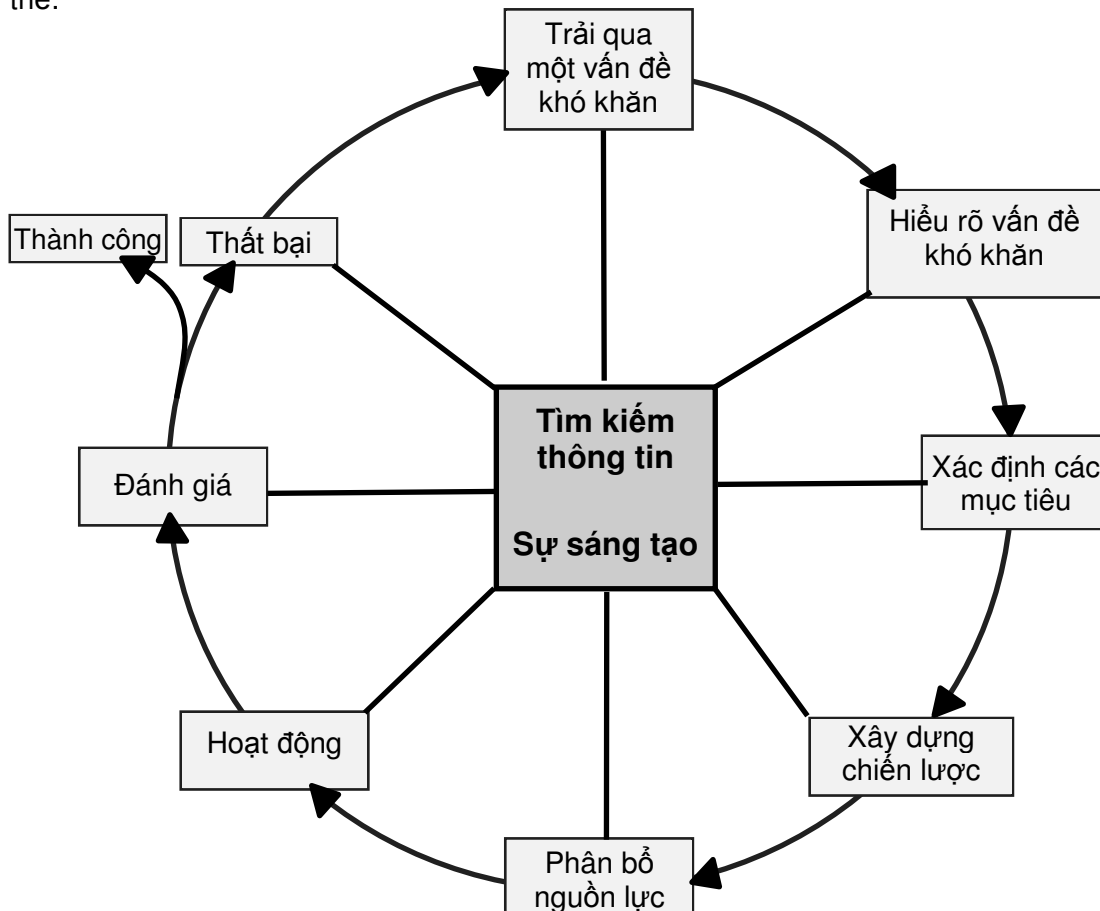 thể.
Trải qua
một vấn đề
khó khăn
Hiểu rõ vấn đề
khó khăn
Thành công
Thất bại
Tìm kiếm
thông tin
Sự sáng tạo
Xác định các
mục tiêu
Đánh giá
Xây dựng
chiến lược
Hoạt động
Phân bổ
nguồn lực